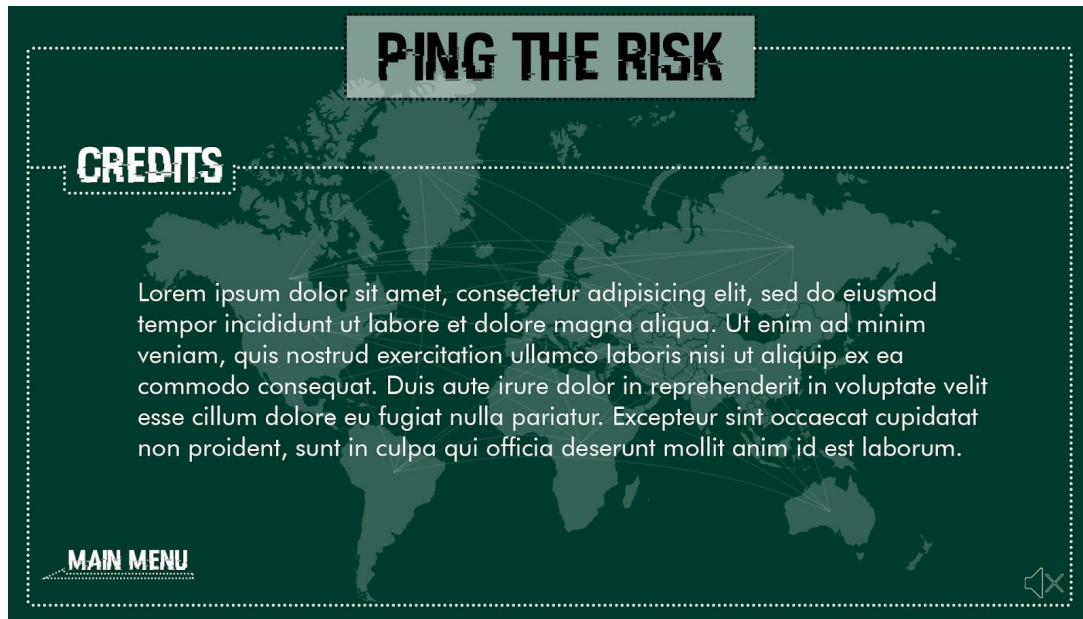 PING THE RISK
CREDITS
Lorem ipsum dolor sit amet, consectetur adipisicing elit, sed do eiusmod
tempor incididunt ut labore et dolore magna aliqua. Ut enim ad minim
veniam, quis nostrud exercitation ullamco laboris nisi ut aliquip ex ea
commodo consequat. Duis aute irure dolor in reprehenderit in voluptate velit
esse cillum dolore eu fugiat nulla pariatur. Excepteur sint occaecat cupidatat
non proident, sunt in culpa qui officia deserunt mollit anim id est laborum.
MAIN MENU